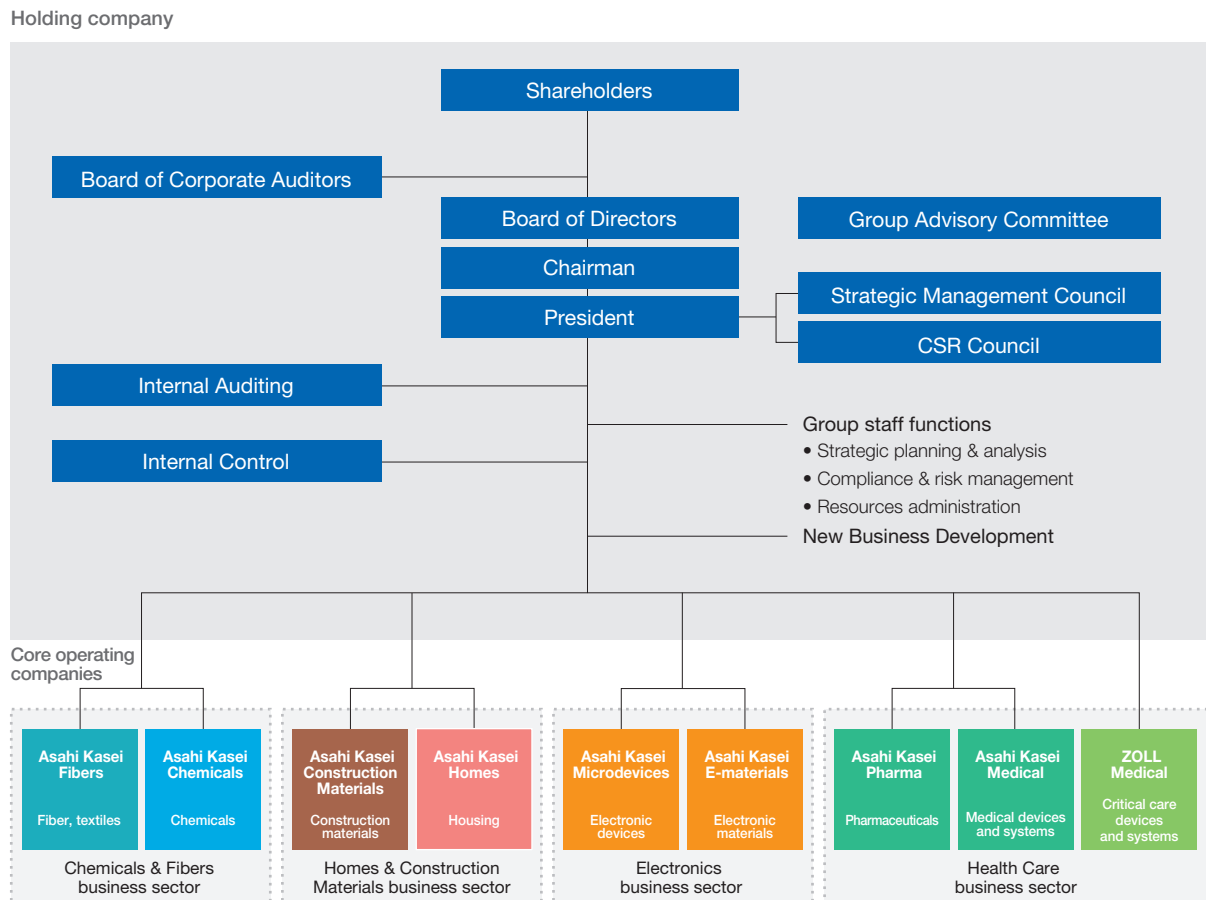 Holding company
Shareholders
Board of Corporate Auditors
Board of Directors
Group Advisory Committee
Chairman
Strategic Management Council
President
CSR Council
Internal Auditing
Group staff functions
• Strategic planning & analysis
Internal Control
• Compliance & risk management
• Resources administration
New Business Development
Core operating
companies
Asahi Kasei
Fibers
Fiber, textiles
Asahi Kasei
Chemicals
Chemicals
Chemicals & Fibers
business sector
Asahi Kasei
Construction
Materials
Construction
materials
Asahi Kasei
Homes
Housing
Homes & Construction
Materials business sector
Asahi Kasei
Microdevices
Electronic
devices
Asahi Kasei
E-materials
Electronic
materials
Electronics
business sector
Asahi Kasei
Pharma
Pharmaceuticals
Asahi Kasei
Medical
Medical devices
and systems
ZOLL
Medical
Critical care
devices
and systems
Health Care
business sector